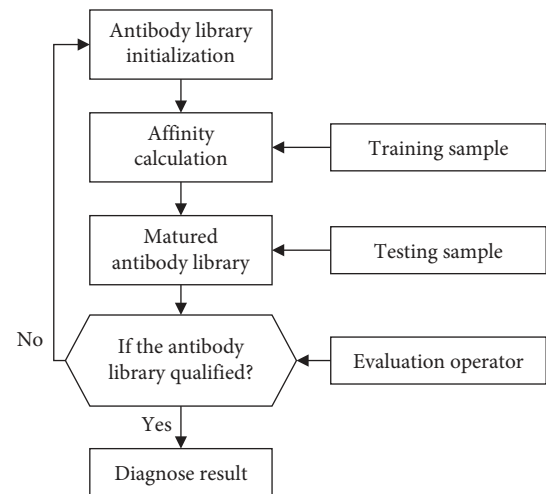 Antibody library
initialization
Affinity
calculation
Training sample
Matured
antibody library
Testing sample
No
If the antibody
library qualified?
Evaluation operator
Yes
Diagnose result